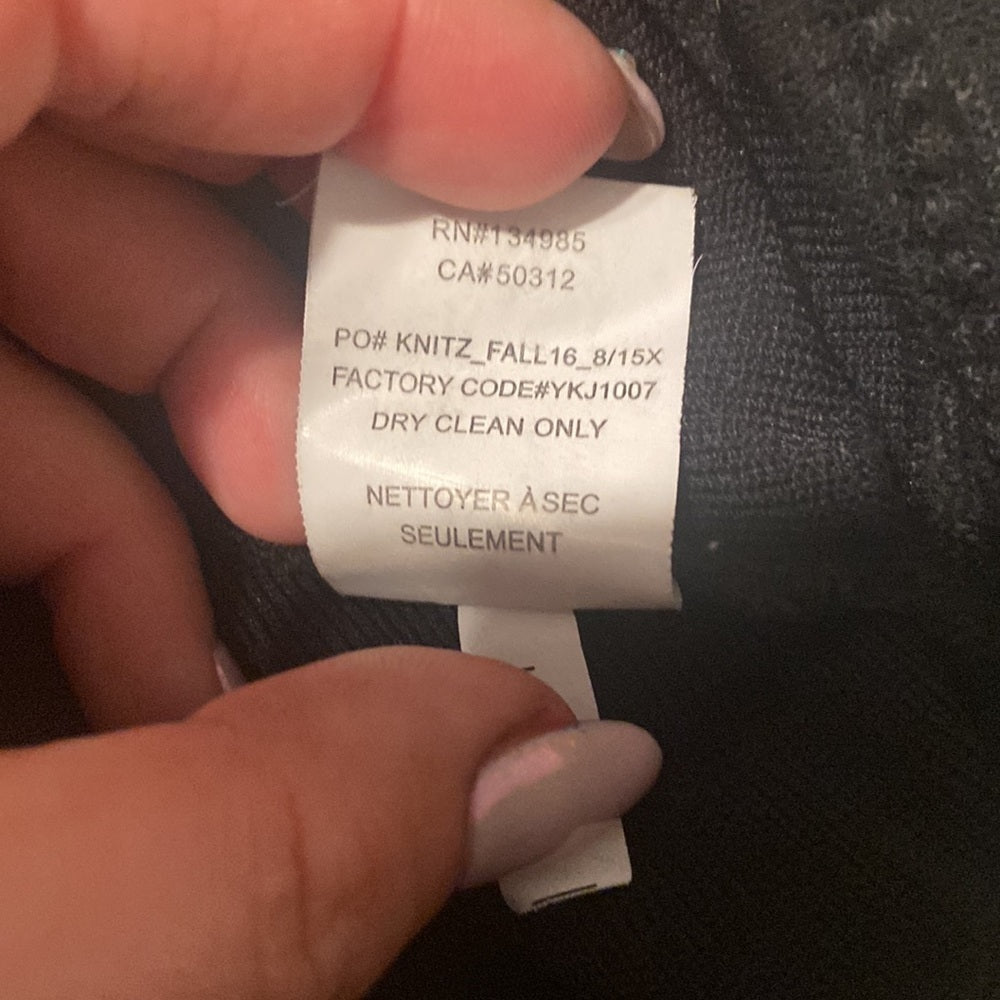 RN#134985
CA#50312
PO# KNITZ_FALL16_8/15X
FACTORY CODE#YKJ1007
DRY CLEAN ONLY
NETTOYER À SEC
SEULEMENT